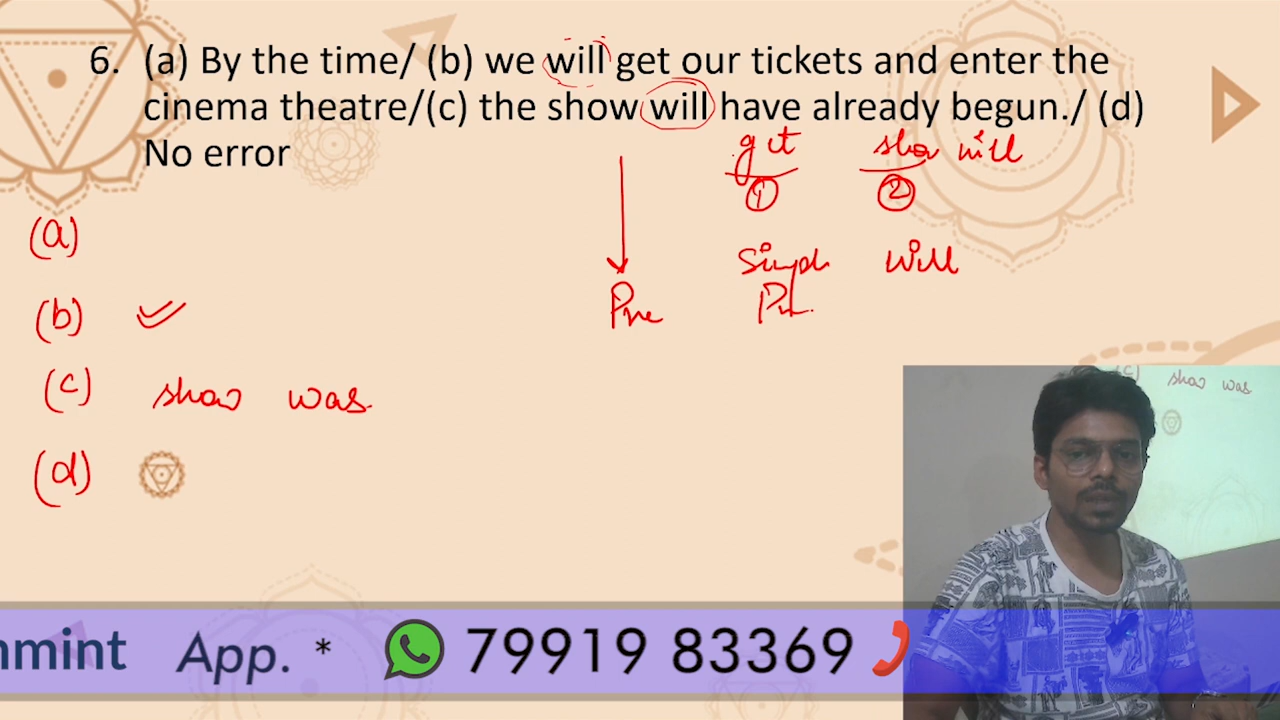 6. (a) By the time/ (b) we will get our tickets and enter the
cinema theatre/(c) the show will have already begun./ (d)
No error
get show will
1 2
Simple will
Pre
(a)
(b)
(c) show was
(d)
(c) show was
nmint App. * 79919 83369